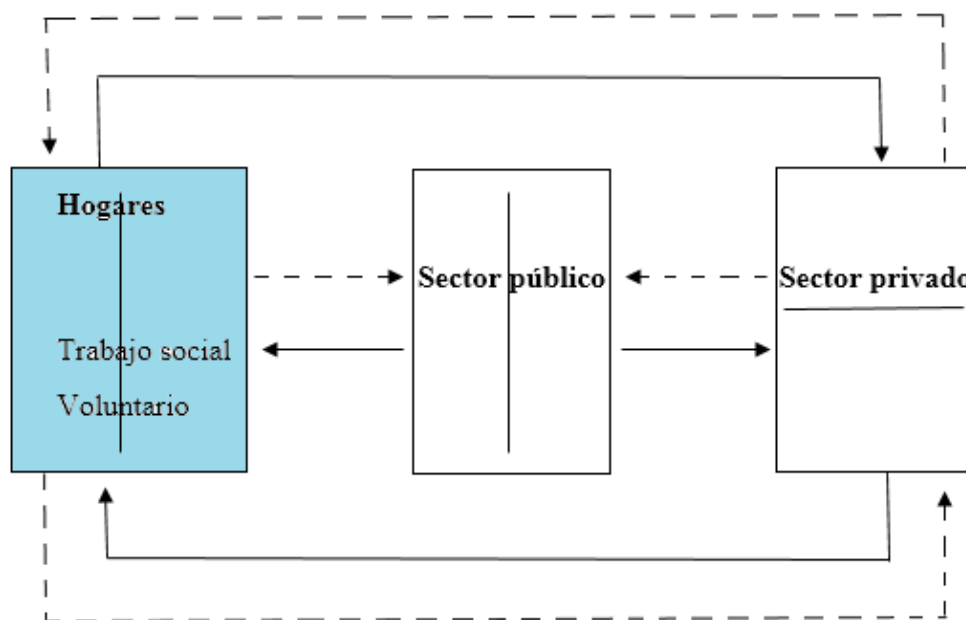 Hogares
Sector público
Sector privado
Trabajo social
Voluntario